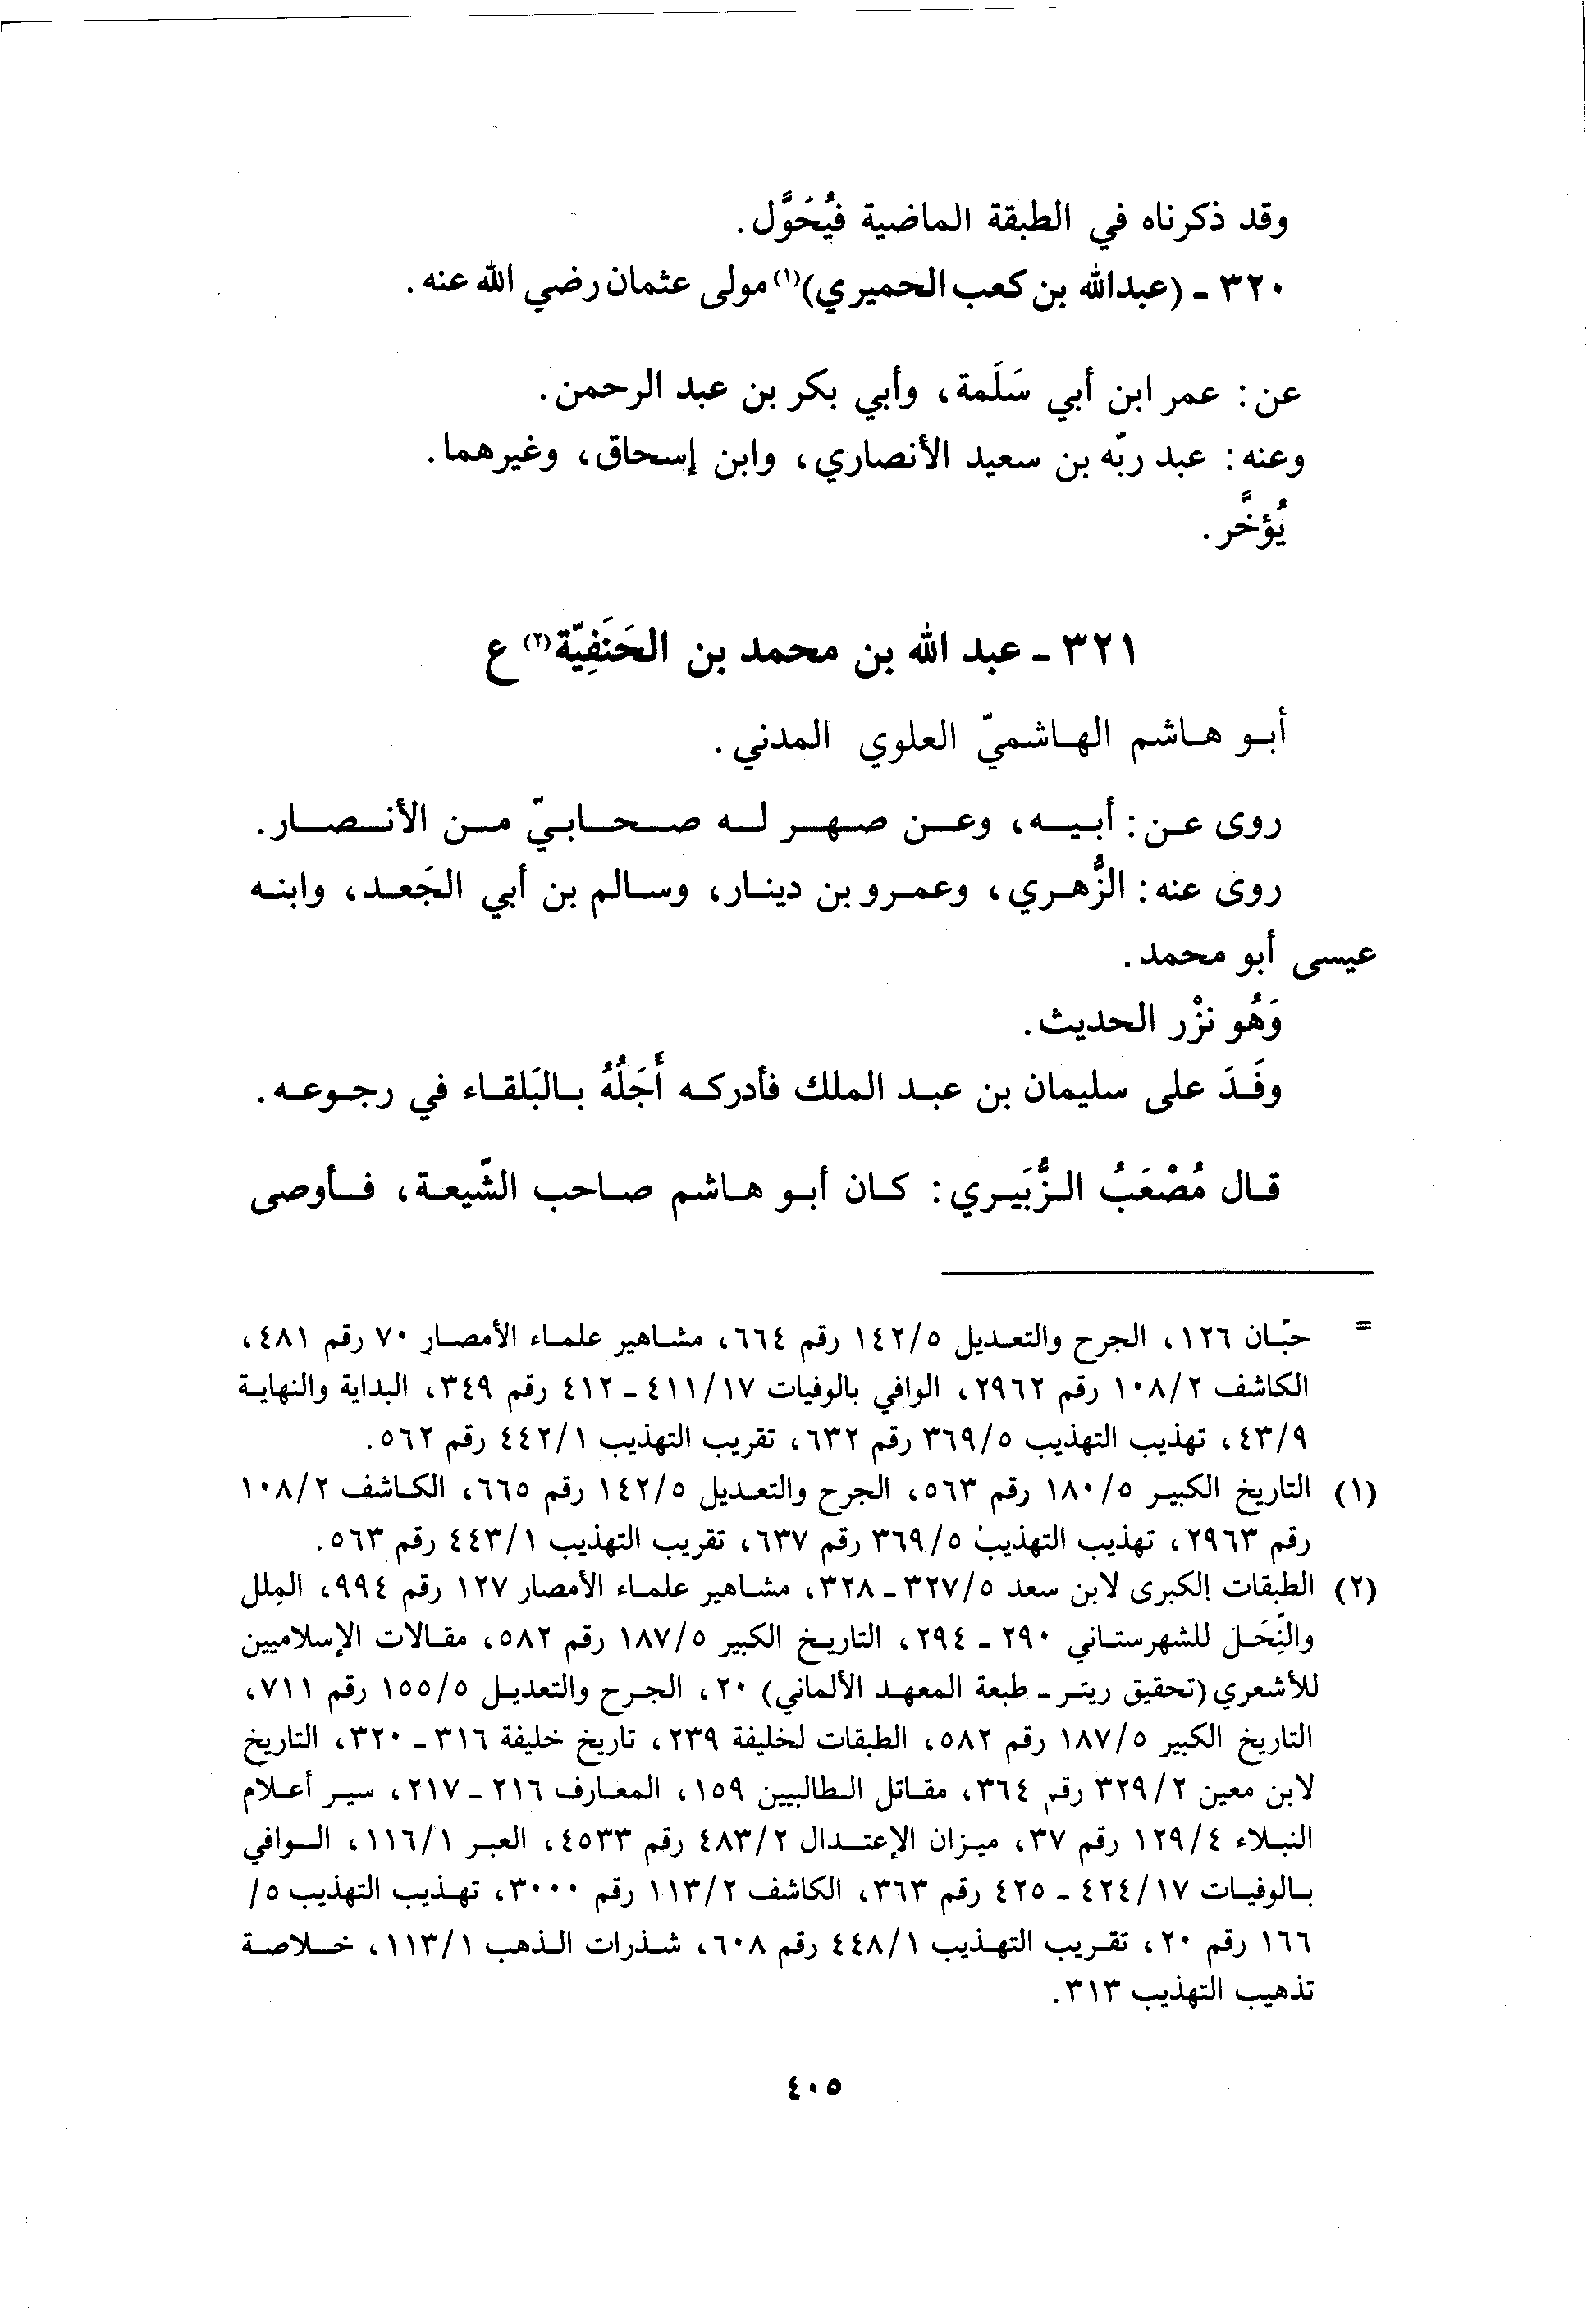 وقد ذكرناه في الطبقة الماضية فيُحَوَّل.
٣٢٠ - (عبدالله بن كعب الحميري)(١) مولى عثمان رضي الله عنه.
عن: عمر ابن أبي سَلَمة، وأبي بكر بن عبد الرحمن.
وعنه: عبد ربّه بن سعيد الأنصاري، وابن إسحاق، وغيرهما.
يُؤخَّر.
٣٢١ - عبد الله بن محمد بن الحَنَفِيّة(٢) ع
أبو هاشم الهاشميّ العلوي المدني.
روى عن: أبيه، وعن صهر له صحابيّ من الأنصار.
روى عنه: الزُّهري، وعمرو بن دينار، وسالم بن أبي الجَعد، وابنه
عيسى أبو محمد.
وَهُو نزْر الحديث.
وفَدَ على سليمان بن عبد الملك فأدركه أَجَلُهُ بالبَلقاء في رجوعه.
قال مُصْعَبُ الزُّبَيري: كان أبو هاشم صاحب الشّيعة، فأوصى
= حبّان ١٢٦، الجرح والتعديل ١٤٢/٥ رقم ٦٦٤، مشاهير علماء الأمصار ٧٠ رقم ٤٨١،
الكاشف ١٠٨/٢ رقم ٢٩٦٢، الوافي بالوفيات ٤١١/١٧ - ٤١٢ رقم ٣٤٩، البداية والنهاية
٤٣/٩، تهذيب التهذيب ٣٦٩/٥ رقم ٦٣٢، تقريب التهذيب ٤٤٢/١ رقم ٥٦٢.
(١) التاريخ الكبير ١٨٠/٥ رقم ٥٦٣، الجرح والتعديل ١٤٢/٥ رقم ٦٦٥، الكاشف ١٠٨/٢
رقم ٢٩٦٣، تهذيب التهذيب ٣٦٩/٥ رقم ٦٣٧، تقريب التهذيب ٤٤٣/١ رقم ٥٦٣.
(٢) الطبقات الكبرى لابن سعد ٣٢٧/٥ - ٣٢٨، مشاهير علماء الأمصار ١٢٧ رقم ٩٩٤، المِلل
والنِّحَل للشهرستاني ٢٩٠ - ٢٩٤، التاريخ الكبير ١٨٧/٥ رقم ٥٨٢، مقالات الإسلاميين
للأشعري (تحقيق ريتر - طبعة المعهد الألماني) ٢٠، الجرح والتعديل ١٥٥/٥ رقم ٧١١،
التاريخ الكبير ١٨٧/٥ رقم ٥٨٢، الطبقات لخليفة ٢٣٩، تاريخ خليفة ٣١٦ - ٣٢٠، التاريخ
لابن معين ٣٢٩/٢ رقم ٣٦٤، مقاتل الطالبيين ١٥٩، المعارف ٢١٦ - ٢١٧، سير أعلام
النبلاء ١٢٩/٤ رقم ٣٧، ميزان الإعتدال ٤٨٣/٢ رقم ٤٥٣٣، العبر ١١٦/١، الوافي
بالوفيات ٤٢٤/١٧ - ٤٢٥ رقم ٣٦٣، الكاشف ١١٣/٢ رقم ٣٠٠٠، تهذيب التهذيب ٥/
١٦٦ رقم ٢٠، تقريب التهذيب ٤٤٨/١ رقم ٦٠٨، شذرات الذهب ١١٣/١، خلاصة
تذهيب التهذيب ٣١٣.
٤٠٥